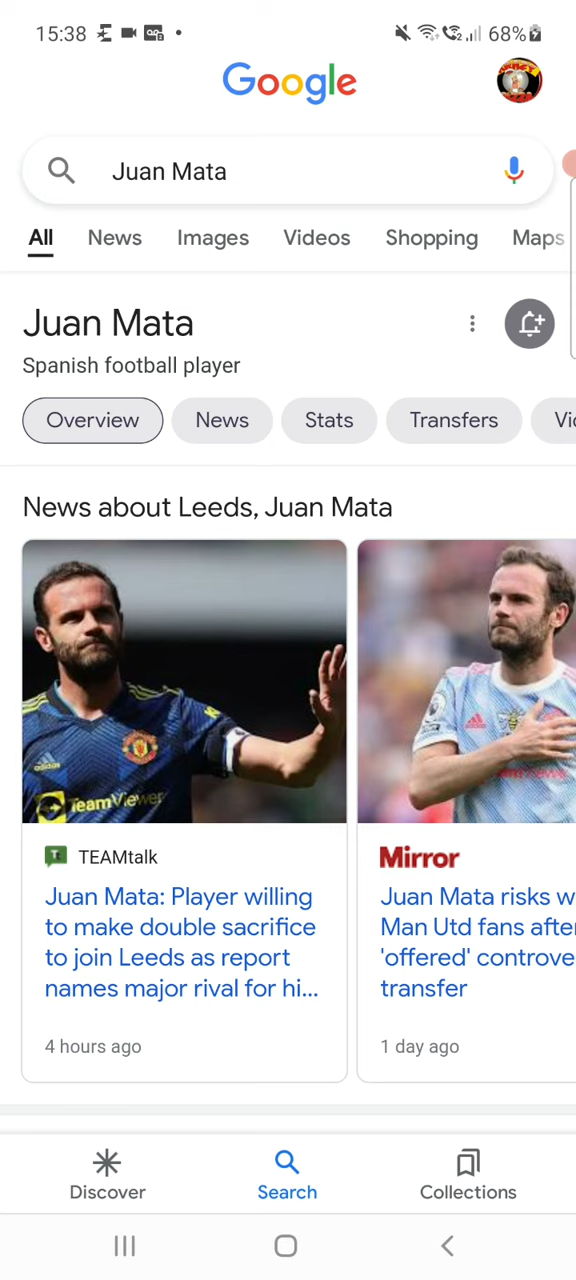 15:38 68%
Google
Juan Mata
All News Images Videos Shopping Maps
Juan Mata
Spanish football player
Overview News Stats Transfers
News about Leeds, Juan Mata
adidas
TeamViewer
TEAMtalk
Juan Mata: Player willing
to make double sacrifice
to join Leeds as report
names major rival for hi...
4 hours ago
Mirror
Juan Mata risks w
Man Utd fans afte
'offered' controve
transfer
1 day ago
Discover Search Collections